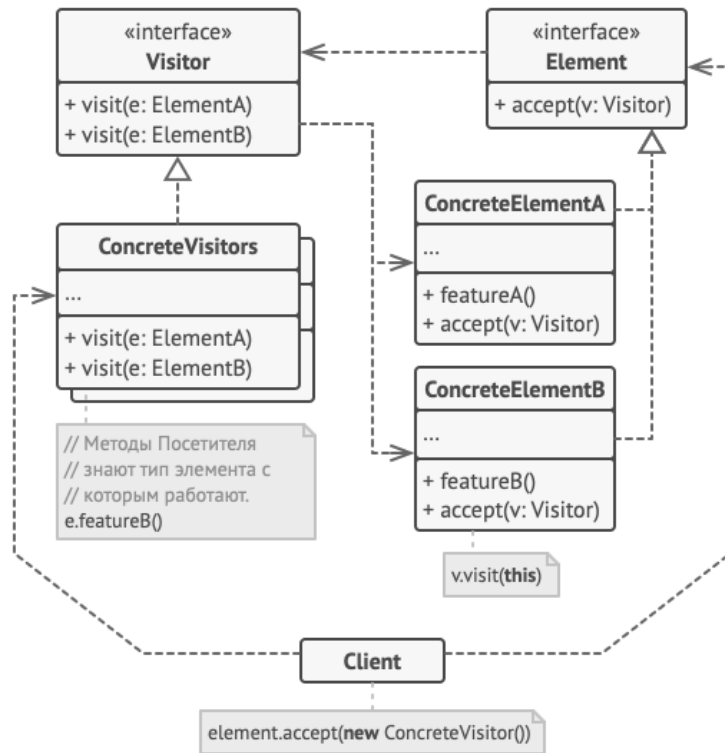 «interface»
Visitor
+ visit(e: ElementA)
+ visit(e: ElementB)
«interface»
Element
+ accept(v: Visitor)
ConcreteVisitors
...
+ visit(e: ElementA)
+ visit(e: ElementB)
// Методы Посетителя
// знают тип элемента с
// которым работают.
e.featureB()
ConcreteElementA
...
+ featureA()
+ accept(v: Visitor)
ConcreteElementB
...
+ featureB()
+ accept(v: Visitor)
v.visit(this)
Client
element.accept(new ConcreteVisitor())